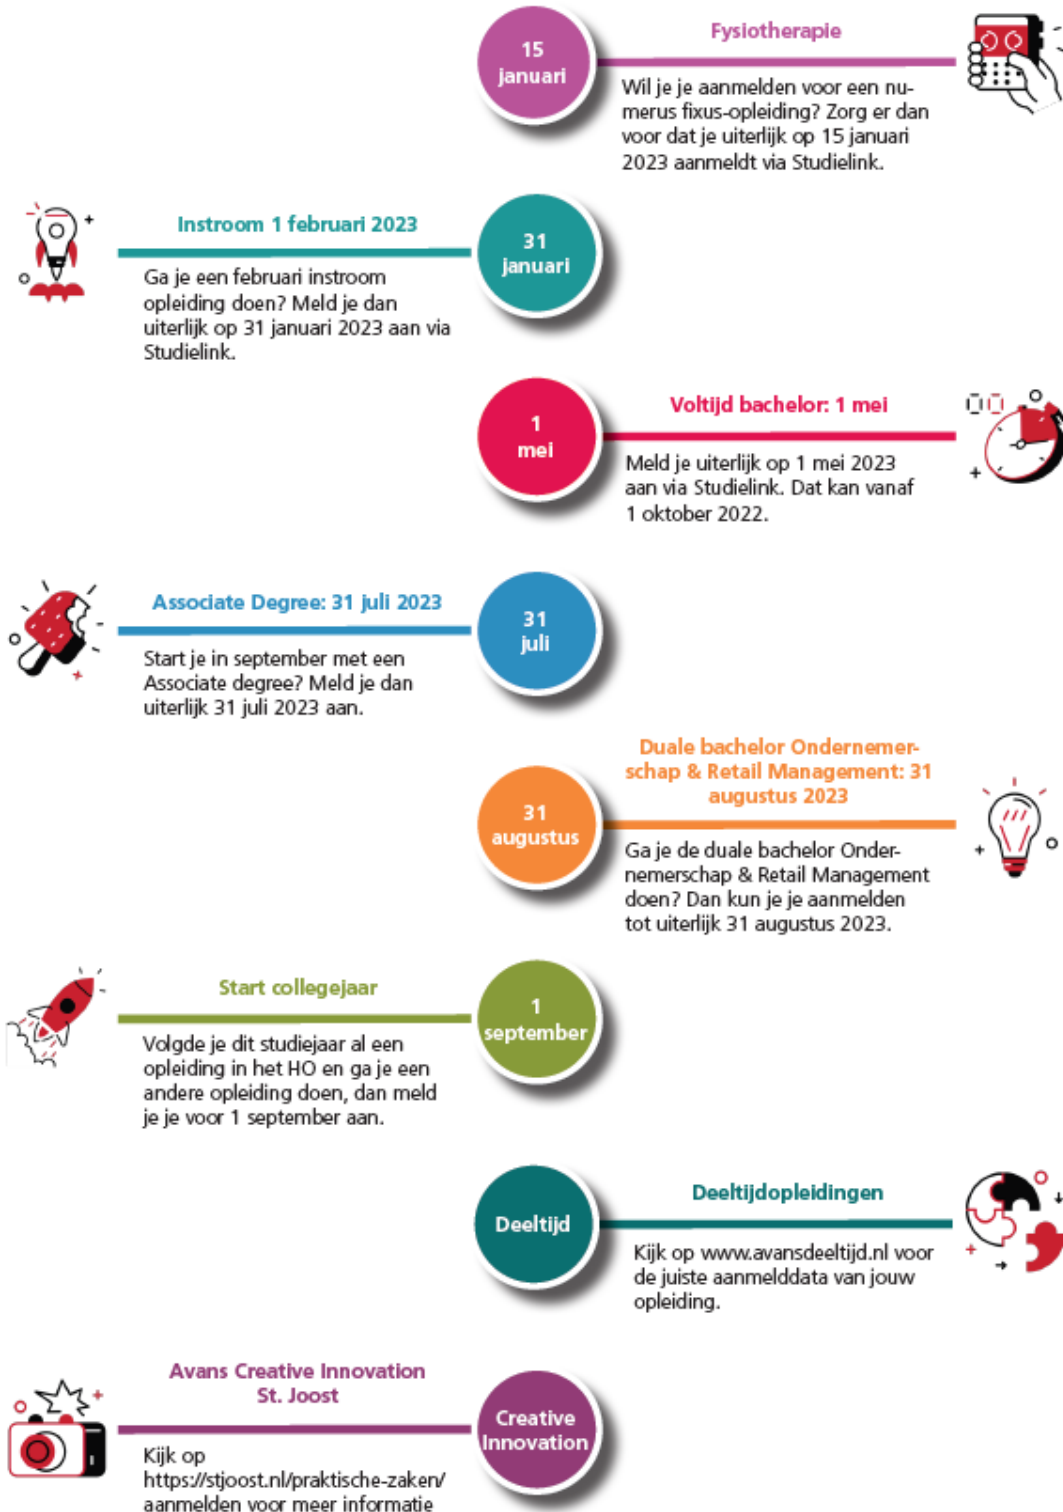 15
januari
Fysiotherapie
Wil je je aanmelden voor een nu-
merus fixus-opleiding? Zorg er dan
voor dat je uiterlijk op 15 januari
2023 aanmeldt via Studielink.
Instroom 1 februari 2023
31
januari
Ga je een februari instroom
opleiding doen? Meld je dan
uiterlijk op 31 januari 2023 aan via
Studielink.
1
mei
Voltijd bachelor: 1 mei
Meld je uiterlijk op 1 mei 2023
aan via Studielink. Dat kan vanaf
1 oktober 2022.
Associate Degree: 31 juli 2023
31
juli
Start je in september met een
Associate degree? Meld je dan
uiterlijk 31 juli 2023 aan.
Duale bachelor Ondernemer-
schap & Retail Management: 31
augustus 2023
31
augustus
Ga je de duale bachelor Onder-
nemerschap & Retail Management
doen? Dan kun je je aanmelden
tot uiterlijk 31 augustus 2023.
Start collegejaar
1
september
Volgde je dit studiejaar al een
opleiding in het HO en ga je een
andere opleiding doen, dan meld
je je voor 1 september aan.
Deeltijd
Deeltijdopleidingen
Kijk op www.avansdeeltijd.nl voor
de juiste aanmelddata van jouw
opleiding.
Avans Creative Innovation
St. Joost
Creative
Innovation
Kijk op
https://stjoost.nl/praktische-zaken/
aanmelden voor meer informatie